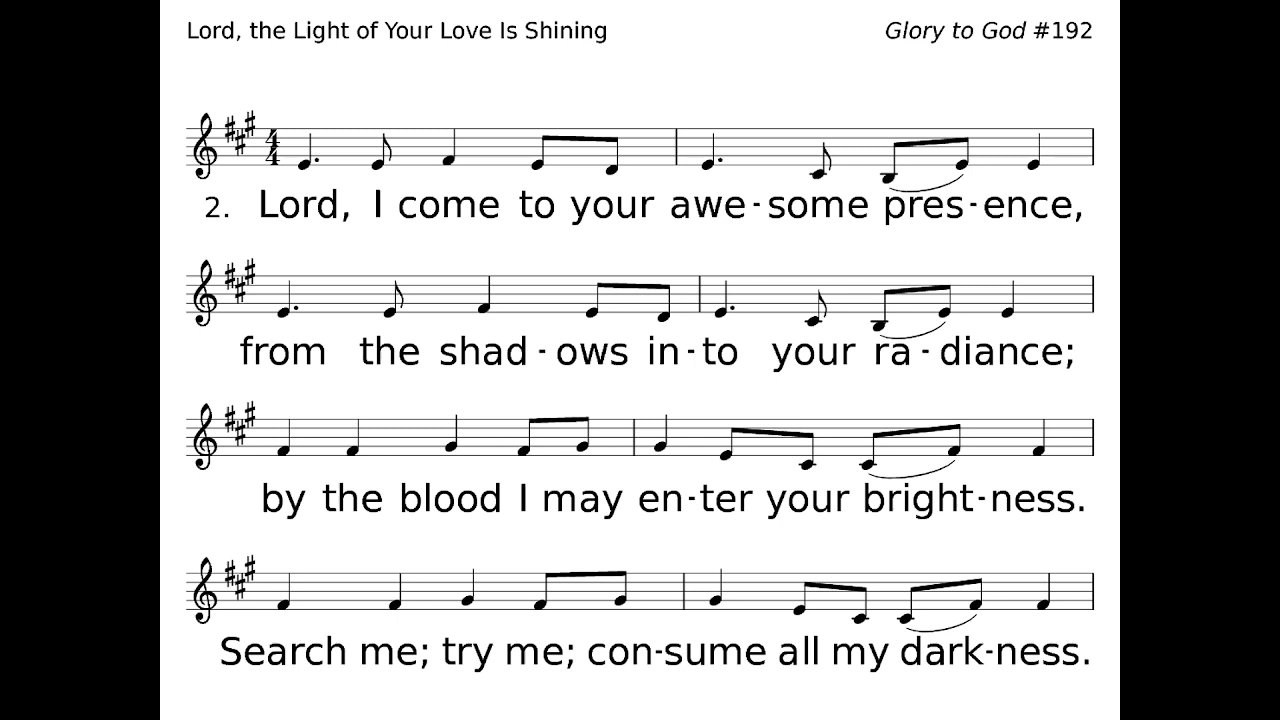 Lord, the Light of Your Love Is Shining
Glory to God #192
4
4
2. Lord, I come to your awe-some pres-ence,
from the shad-ows in-to your ra-diance;
by the blood I may en-ter your bright-ness.
Search me; try me; con-sume all my dark-ness.